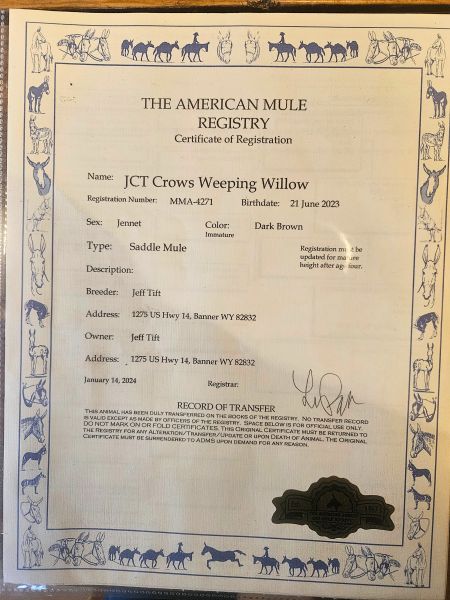 THE AMERICAN MULE
REGISTRY
Certificate of Registration
Name: JCT Crows Weeping Willow
Registration Number: MMA-4271 Birthdate: 21 June 2023
Sex: Jennet Color: Dark Brown
Immature
Type: Saddle Mule
Registration must be
updated for mature
height after age four.
Description:
Breeder: Jeff Tift
Address: 1275 US Hwy 14, Banner WY 82832
Owner: Jeff Tift
Address: 1275 US Hwy 14, Banner WY 82832
January 14, 2024 Registrar:
RECORD OF TRANSFER
THIS ANIMAL HAS BEEN DULY TRANSFERRED ON THE BOOKS OF THE REGISTRY. NO TRANSFER RECORD
IS VALID EXCEPT AS MADE BY OFFICERS OF THE REGISTRY. SPACE BELOW IS FOR OFFICIAL USE ONLY.
DO NOT MARK ON OR FOLD CERTIFICATES. THIS ORIGINAL CERTIFICATE MUST BE RETURNED TO
THE REGISTRY FOR ANY ALTERATION/TRANSFER/UPDATE OR UPON DEATH OF ANIMAL. THE ORIGINAL
CERTIFICATE MUST BE SURRENDERED TO ADMS UPON DEMAND FOR ANY REASON.